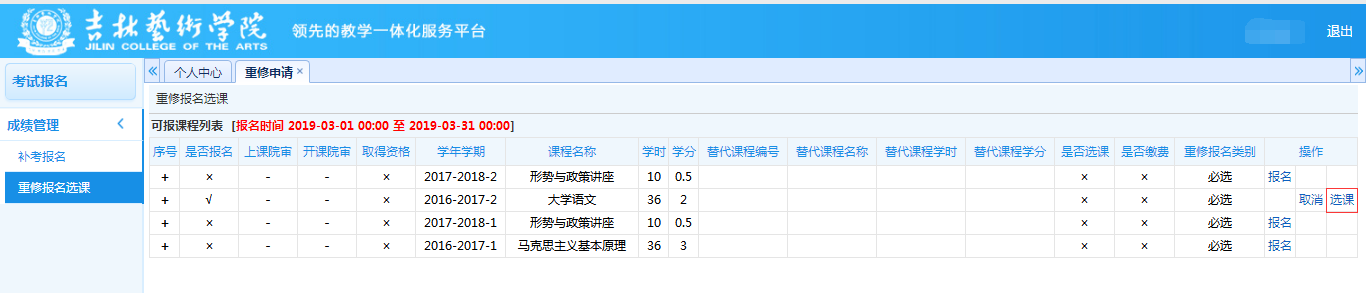 吉林艺術学院
JILIN COLLEGE OF THE ARTS
领先的教学一体化服务平台
退出
考试报名
成绩管理
补考报名
重修报名选课
个人中心 重修申请 ×
重修报名选课
可报课程列表 [报名时间 2019-03-01 00:00 至 2019-03-31 00:00]
序号 是否报名 上课院审 开课院审 取得资格 学年学期 课程名称 学时 学分 替代课程编号 替代课程名称 替代课程学时 替代课程学分 是否选课 是否缴费 重修报名类别 操作
+ × - - × 2017-2018-2 形势与政策讲座 10 0.5 × × 必选 报名
+ √ - - × 2016-2017-2 大学语文 36 2 × × 必选 取消 选课
+ × - - × 2017-2018-1 形势与政策讲座 10 0.5 × × 必选 报名
+ × - - × 2016-2017-1 马克思主义基本原理 36 3 × × 必选 报名